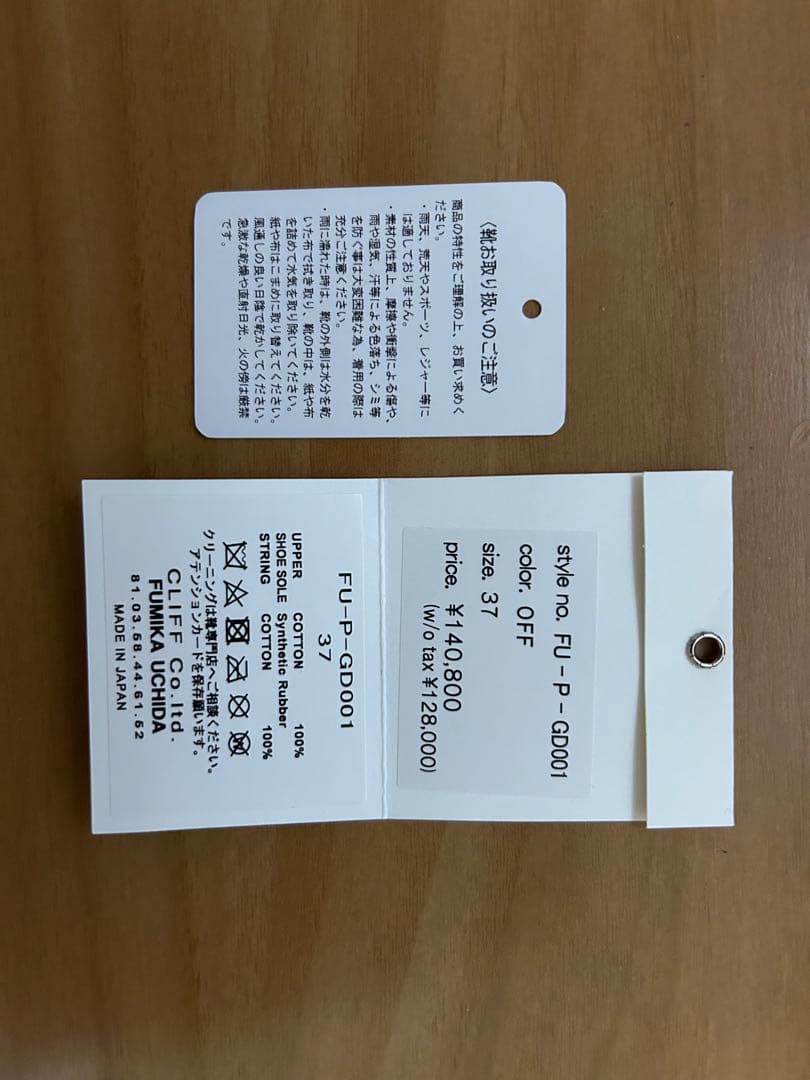 〈靴お取り扱いのご注意〉
商品の特性をご理解の上、お買い求めく
ださい。
・雨天、荒天やスポーツ、レジャー等に
は適しておりません。
・素材の性質上、摩擦や衝撃による傷や、
雨や湿気、汗等による色落ち、シミ等
を防ぐ事は大変困難な為、着用の際は
充分ご注意ください。
・雨に濡れた時は、靴の外側は水分を乾
いた布で拭き取り、靴の中は、紙や布
を詰めて水気を取り除いてください。
紙や布はこまめに取り替えてください。
風通しの良い日陰で乾かしてください。
急激な乾燥や直射日光、火の傍は厳禁
です。
style no. FU-P-GD001
color. OFF
size. 37
price. ¥140,800
(w/o tax ¥128,000)
FU-P-GD001
37
UPPER COTTON 100%
SHOE SOLE Synthetic Rubber
STRING COTTON 100%
クリーニングは靴専門店へご相談ください。
アテンションカードを保存願います。
CLIFF Co.ltd.
FUMIKA UCHIDA
81.03.58.44.61.52
MADE IN JAPAN